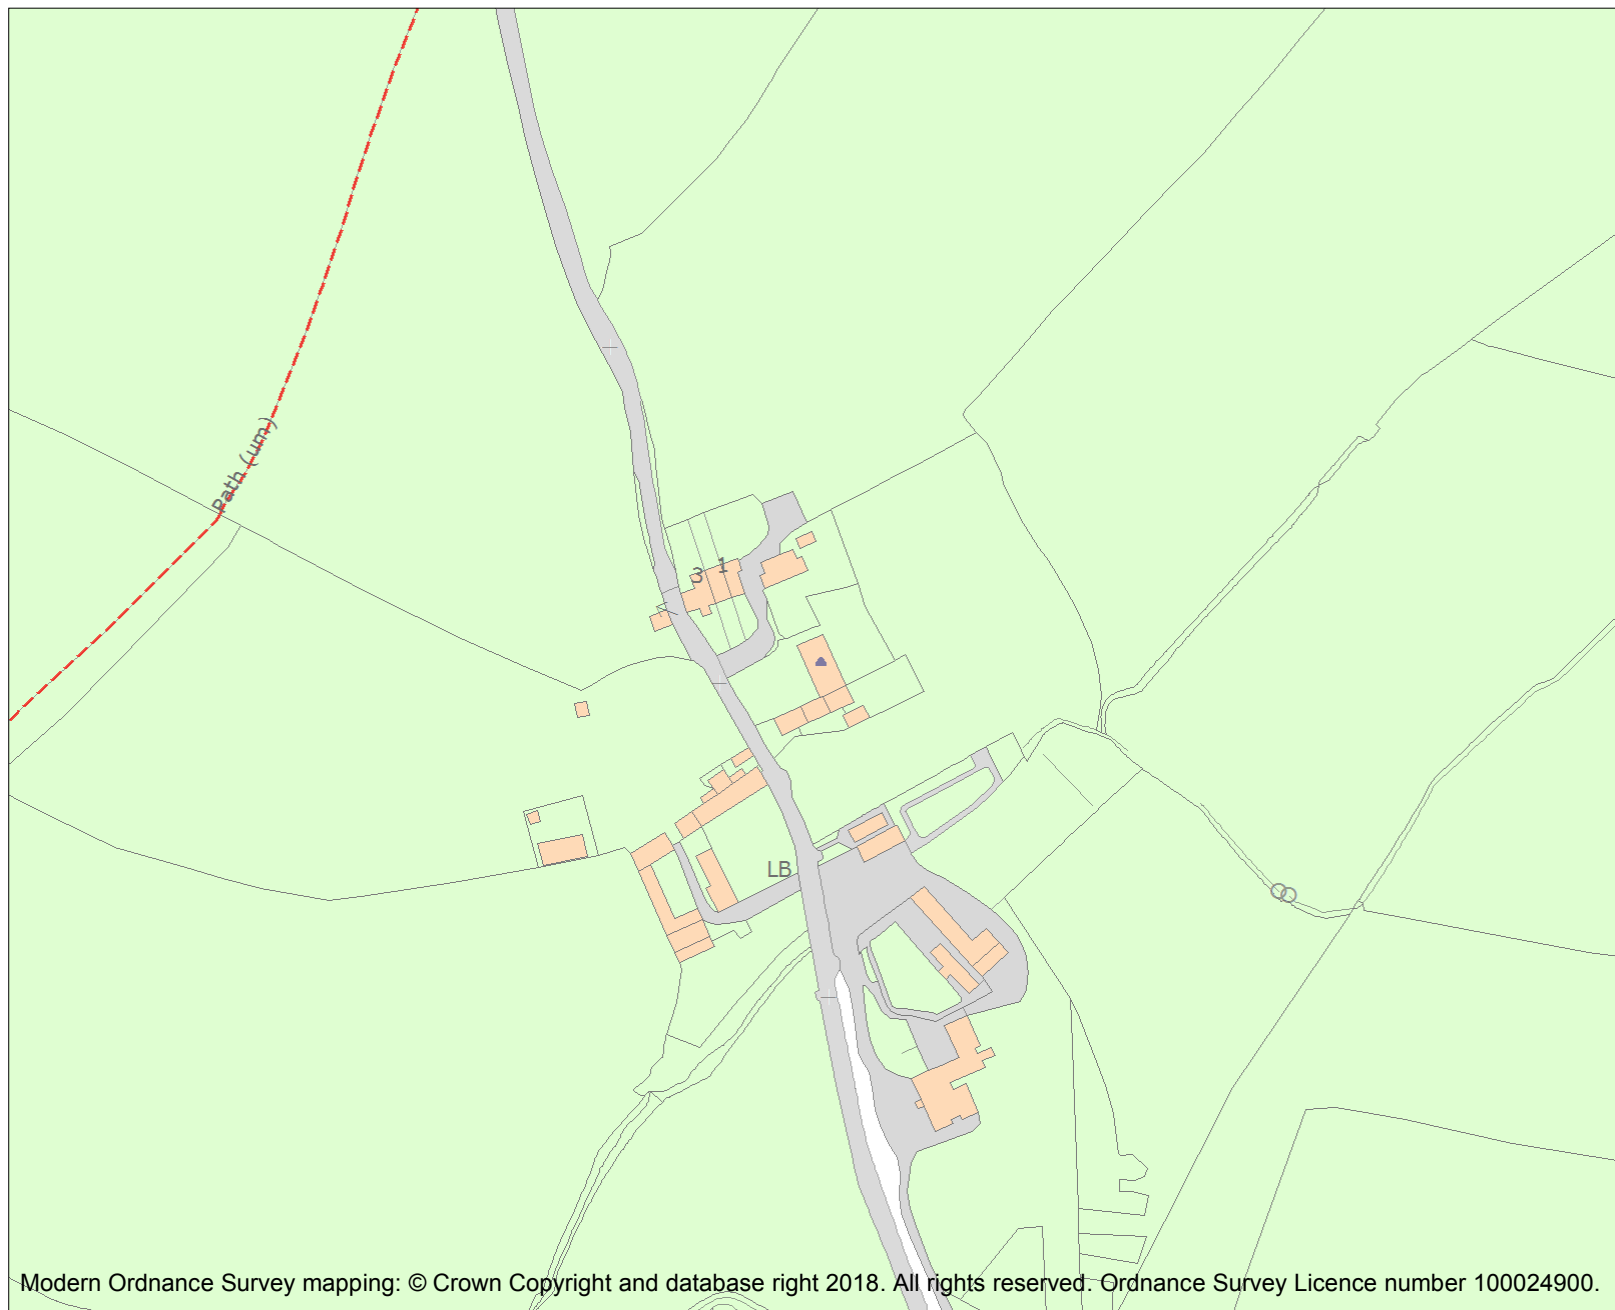 Path (um)
3 1
LB
Modern Ordnance Survey mapping: © Crown Copyright and database right 2018. All rights reserved. Ordnance Survey Licence number 100024900.